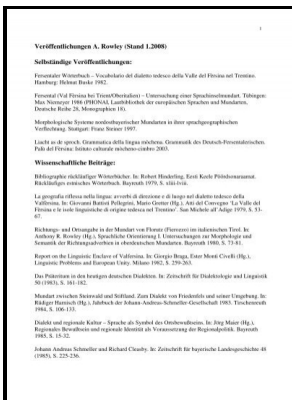 1
Veröffentlichungen A. Rowley (Stand 1.2008)
Selbständige Veröffentlichungen:
Fersentaler Wörterbuch – Vocabolario del dialetto tedesco della Valle del Fèrsina nel Trentino.
Hamburg: Helmut Buske 1982.
Fersental (Val Fèrsina bei Trient/Oberitalien) – Untersuchung einer Sprachinselmundart. Tübingen:
Max Niemeyer 1986 (PHONAI, Lautbibliothek der europäischen Sprachen und Mundarten,
Deutsche Reihe 28, Monographien 18).
Morphologische Systeme nordostbayerischer Mundarten in ihrer sprachgeographischen
Verflechtung. Stuttgart: Franz Steiner 1997.
Liacht as de sproch. Grammatica della lingua mòchena. Grammatik des Deutsch-Fersentalerischen.
Palù del Fèrsina: Istituto culturale mòcheno-cimbro 2003.
Wissenschaftliche Beiträge:
Bibliographie rückläufiger Wörterbücher. In: Robert Hinderling, Eesti Keele Pöördsonaraamat.
Rückläufiges estnisches Wörterbuch. Bayreuth 1979, S.
La geografia riflessa nella lingua: avverbi di direzione e di luogo nel dialetto tedesco della
Valfèrsina. In: Giovanni Battista Pellegrini, Mario Gretter (Hg.), Atti del Convegno 'La Valle del
Fèrsina e le isole linguistiche di origine tedesca nel Trentino'. San Michele all'Adige 1979, S. 53-
67.
Richtungs- und Ortsangabe in der Mundart von Florutz (Fierozzo) im italienischen Tirol. In:
Anthony R. Rowley (Hg.), Sprachliche Orientierung I. Untersuchungen zur Morphologie und
Semantik der Richtungsadverbien in oberdeutschen Mundarten. Bayreuth 1980, S. 73-81.
Report on the Linguistic Enclave of Valfersina. In: Giorgio Braga, Ester Monti Civelli (Hg.),
Linguistic Problems and European Unity. Milano 1982, S. 259-263.
Das Präteritum in den heutigen deutschen Dialekten. In: Zeitschrift für Dialektologie und Linguistik
50 (1983), S. 161-182.
Mundart zwischen Steinwald und Stiftland. Zum Dialekt von Friedenfels und seiner Umgebung. In:
Rüdiger Harnisch (Hg.), Jahrbuch der Johann-Andreas-Schmeller-Gesellschaft 1983. Tirschenreuth
1984, S. 106-133.
Dialekt und regionale Kultur – Sprache als Symbol des Ortsbewußtseins. In: Jörg Maier (Hg.),
Regionales Bewußtsein und regionale Identität als Voraussetzung der Regionalpolitik. Bayreuth
1985, S. 15-32.
Johann Andreas Schmeller und Richard Cleasby. In: Zeitschrift für bayerische Landesgeschichte 48
(1985), S. 225-236.